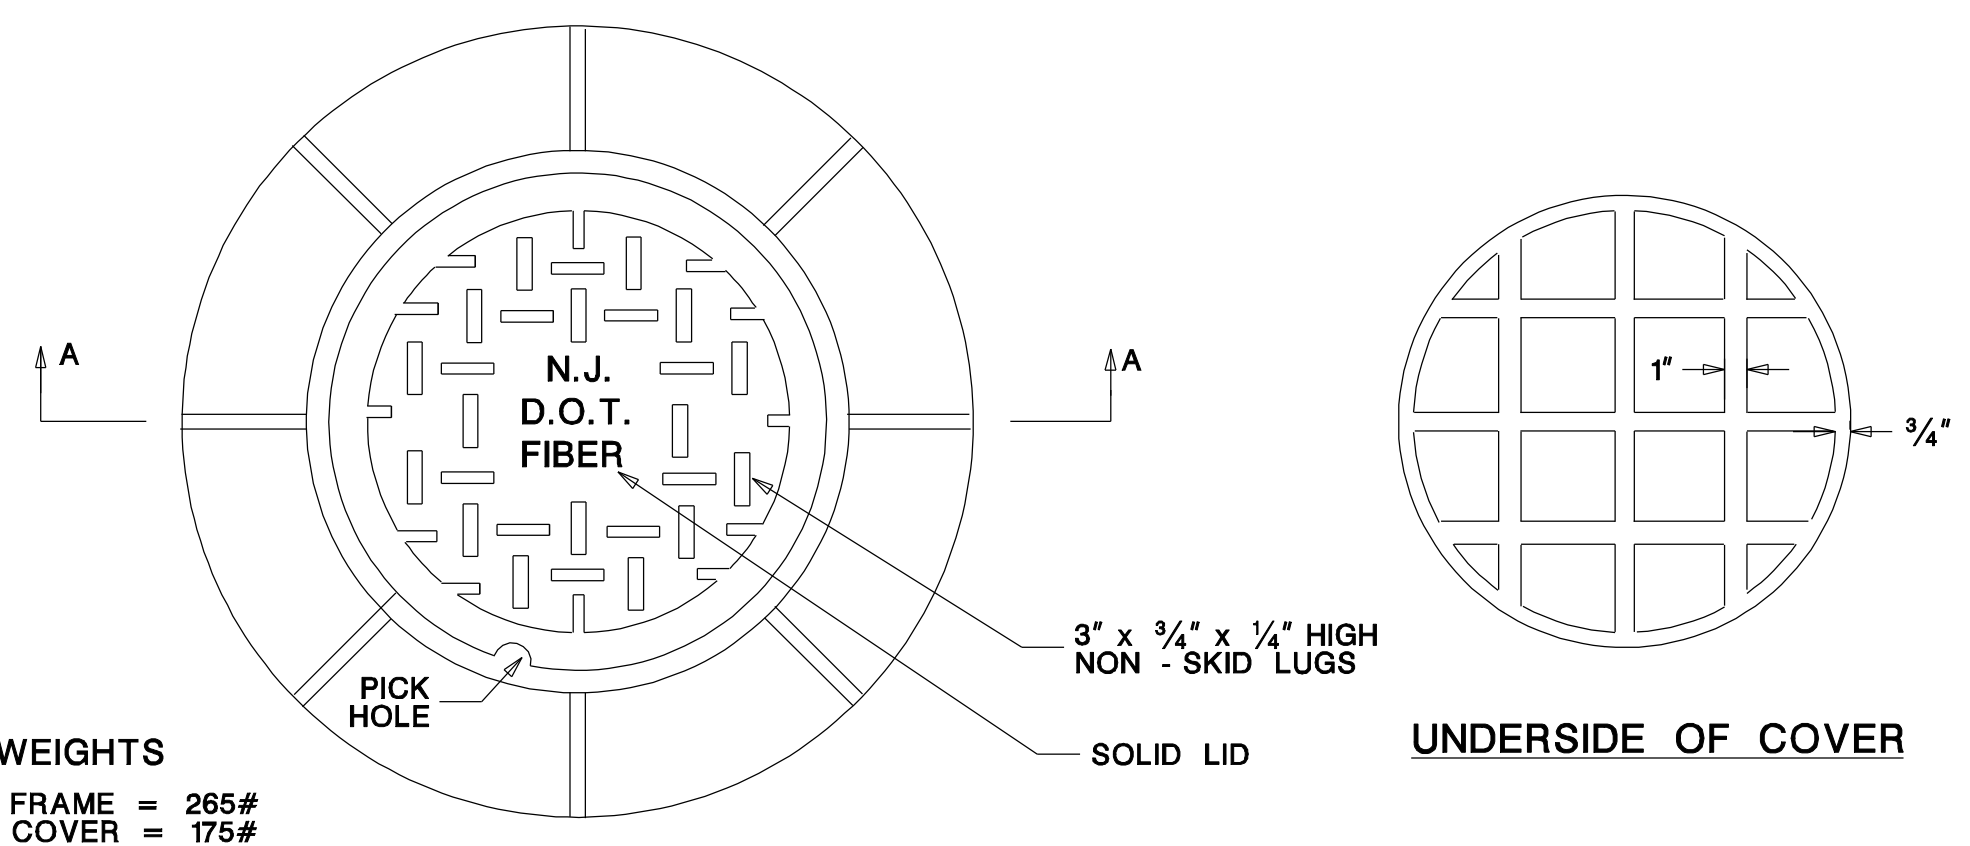 A
A
N.J.
D.O.T.
FIBER
1"
3/4"
3" x 3/4" x 1/4" HIGH
NON - SKID LUGS
PICK
HOLE
SOLID LID
UNDERSIDE OF COVER
WEIGHTS
FRAME = 265#
COVER = 175#